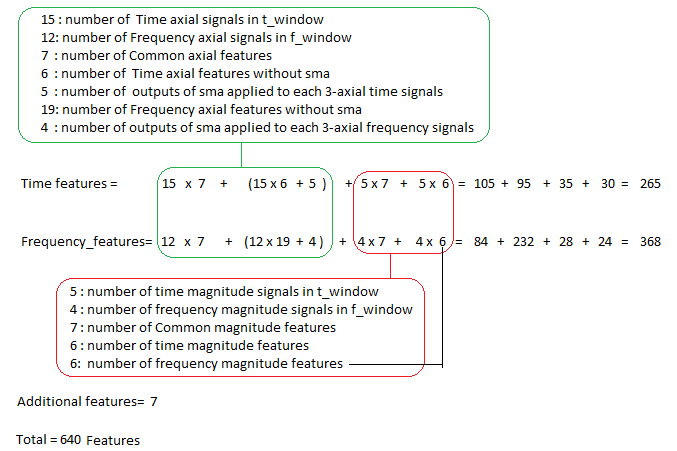 15 : number of Time axial signals in t_window
12: number of Frequency axial signals in f_window
7 : number of Common axial features
6 : number of Time axial features without sma
5 : number of outputs of sma applied to each 3-axial time signals
19: number of Frequency axial features without sma
4 : number of outputs of sma applied to each 3-axial frequency signals
Time features = 15 x 7 + (15 x 6 + 5 ) + 5 x 7 + 5 x 6 = 105 + 95 + 35 + 30 = 265
Frequency_features= 12 x 7 + (12 x 19 + 4 ) + 4 x 7 + 4 x 6 = 84 + 232 + 28 + 24 = 368
5 : number of time magnitude signals in t_window
4 : number of frequency magnitude signals in f_window
7 : number of Common magnitude features
6 : number of time magnitude features
6: number of frequency magnitude features
Additional features= 7
Total = 640 Features